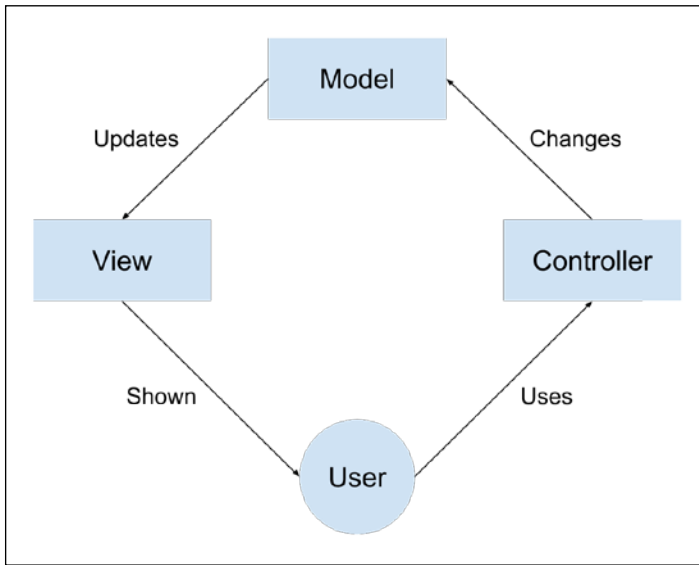 Model
Updates
Changes
View
Controller
Shown
Uses
User